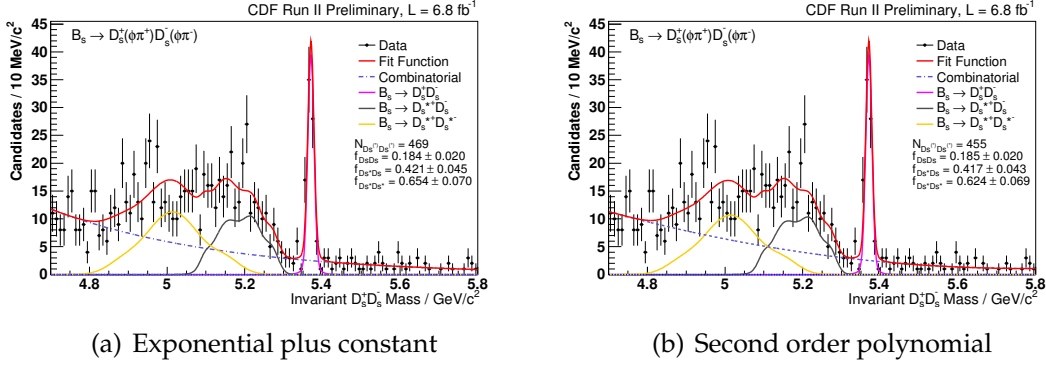 CDF Run II Preliminary, L = 6.8 fb⁻¹
Candidates / 10 MeV/c²
45
40
35
30
25
20
15
10
5
0
Bₛ → Dₛ⁺(φπ⁺)Dₛ⁻(φπ⁻)
Data
Fit Function
Combinatorial
Bₛ → Dₛ⁺Dₛ⁻
Bₛ → Dₛ*⁺Dₛ⁻
Bₛ → Dₛ*⁺Dₛ*⁻
N_Ds(*)Ds(*) = 469
f_DsDs = 0.184 ± 0.020
f_Ds*Ds = 0.421 ± 0.045
f_Ds*Ds* = 0.654 ± 0.070
4.8 5 5.2 5.4 5.6 5.8
Invariant Dₛ⁺Dₛ⁻ Mass / GeV/c²
(a) Exponential plus constant
CDF Run II Preliminary, L = 6.8 fb⁻¹
Candidates / 10 MeV/c²
45
40
35
30
25
20
15
10
5
0
Bₛ → Dₛ⁺(φπ⁺)Dₛ⁻(φπ⁻)
Data
Fit Function
Combinatorial
Bₛ → Dₛ⁺Dₛ⁻
Bₛ → Dₛ*⁺Dₛ⁻
Bₛ → Dₛ*⁺Dₛ*⁻
N_Ds(*)Ds(*) = 455
f_DsDs = 0.185 ± 0.020
f_Ds*Ds = 0.417 ± 0.043
f_Ds*Ds* = 0.624 ± 0.069
4.8 5 5.2 5.4 5.6 5.8
Invariant Dₛ⁺Dₛ⁻ Mass / GeV/c²
(b) Second order polynomial